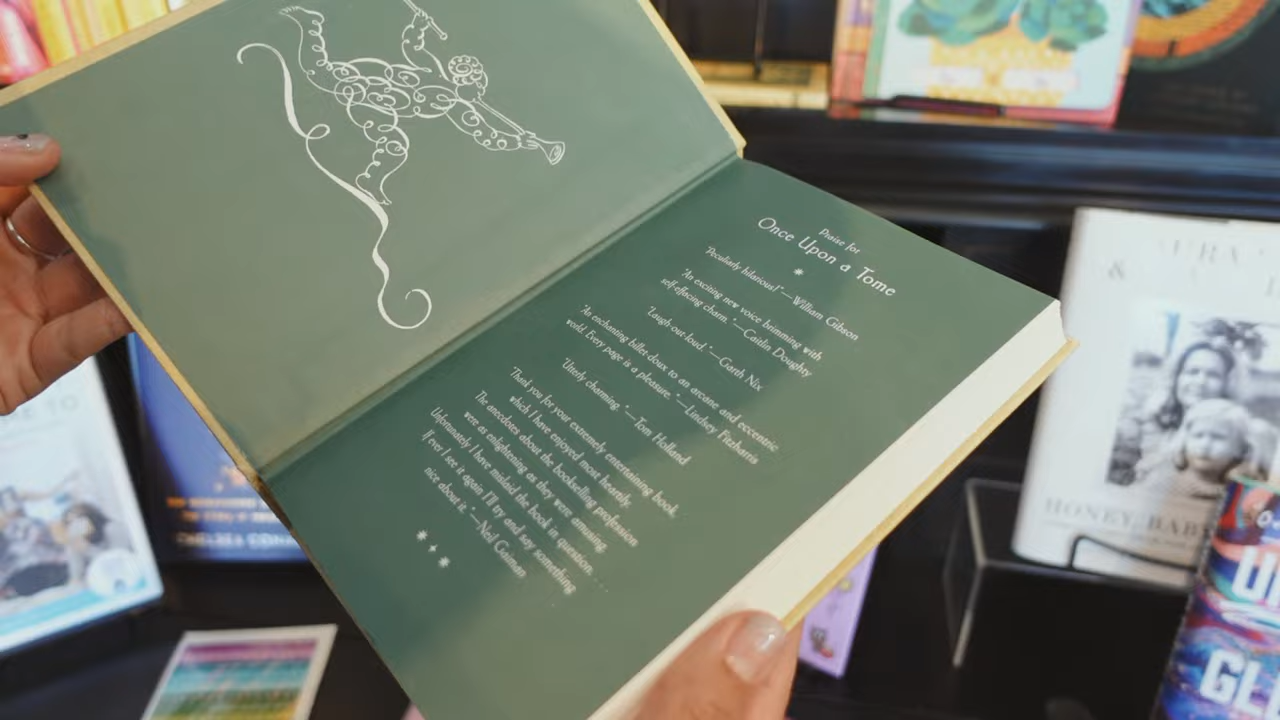 Praise for
Once Upon a Tome
"Peculiarly hilarious!"—William Gibson
"An exciting new voice brimming with
self-effacing charm."—Caitlin Doughty
"Laugh-out-loud."—Garth Nix
"An enchanting billet-doux to an arcane and eccentric
world. Every page is a pleasure."—Lindsey Fitzharris
"Utterly charming."—Tom Holland
"Thank you for your extremely entertaining book,
which I have enjoyed most heartily.
The anecdotes about the bookselling profession
were as enlightening as they were amusing.
Unfortunately I have mislaid the book in question.
If ever I see it again I'll try and say something
nice about it."—Neil Gaiman
HONEY, BABY
U
GL